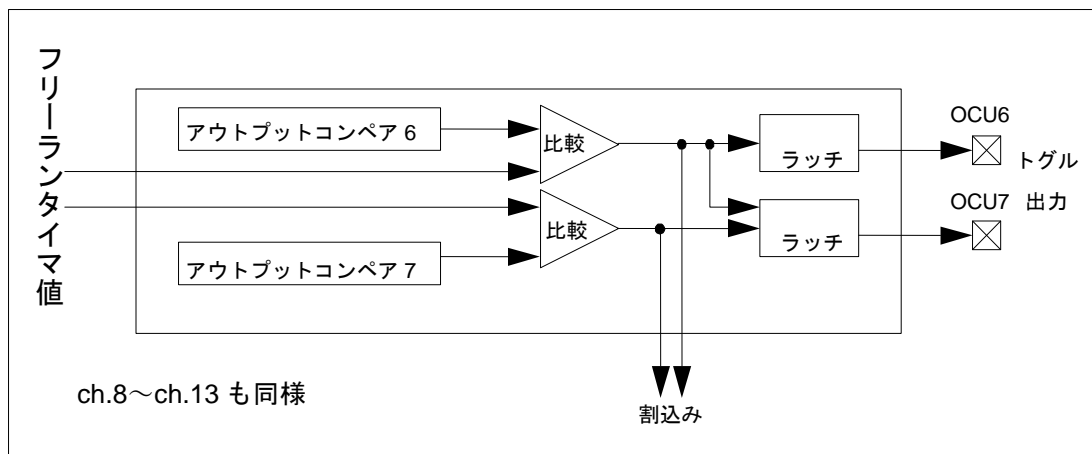 フリーランタイマ値
アウトプットコンペア 6
比較
ラッチ
OCU6
トグル
アウトプットコンペア 7
比較
ラッチ
OCU7 出力
ch.8～ch.13 も同様
割込み